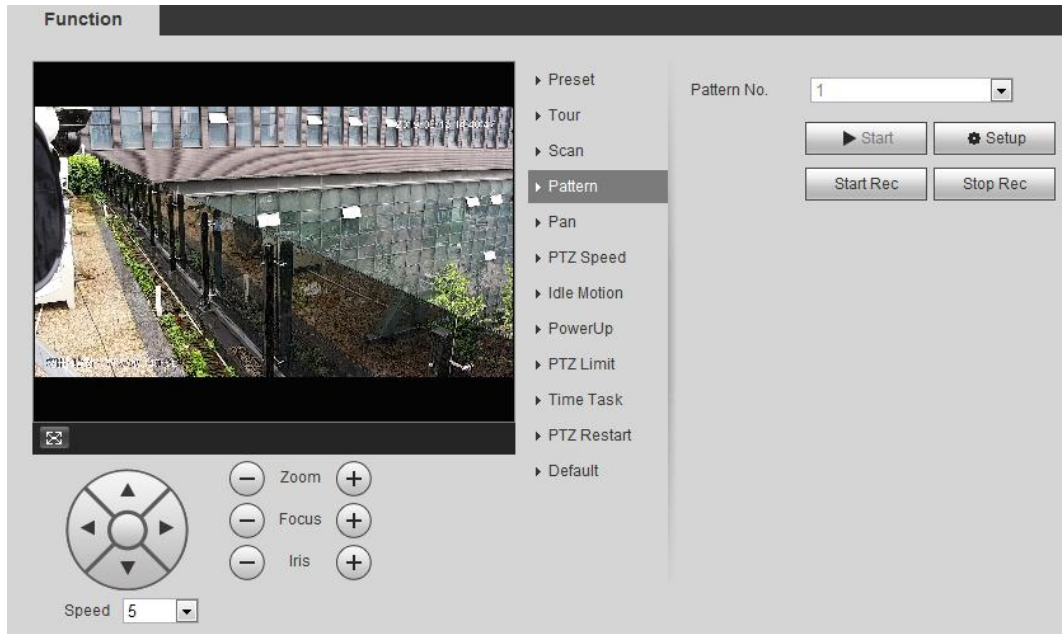 Function
Preset
Tour
Scan
Pattern
Pan
PTZ Speed
Idle Motion
PowerUp
PTZ Limit
Time Task
PTZ Restart
Default
Pattern No. 1
Start Setup
Start Rec Stop Rec
Zoom
Focus
Iris
Speed 5